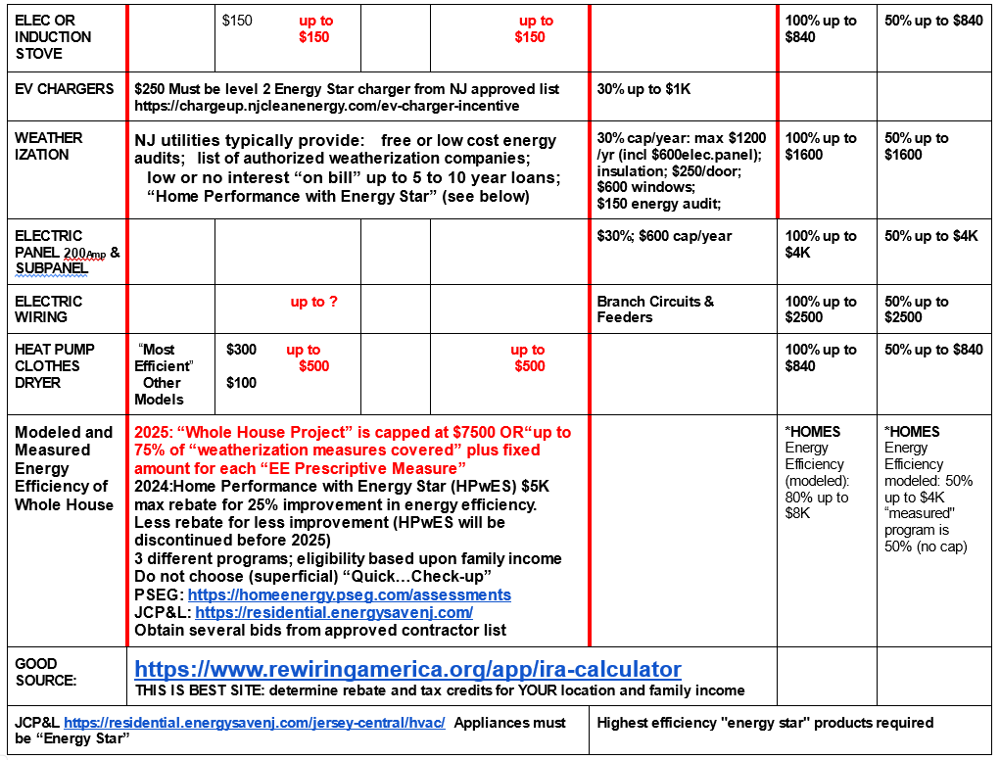 ELEC OR
INDUCTION
STOVE
$150
up to
$150
up to
$150
100% up to
$840
50% up to $840
EV CHARGERS
$250 Must be level 2 Energy Star charger from NJ approved list
https://chargeup.njcleanenergy.com/ev-charger-incentive
30% up to $1K
WEATHER
IZATION
NJ utilities typically provide: free or low cost energy
audits; list of authorized weatherization companies;
low or no interest “on bill” up to 5 to 10 year loans;
“Home Performance with Energy Star” (see below)
30% cap/year: max $1200
/yr (incl $600elec.panel);
insulation; $250/door;
$600 windows;
$150 energy audit;
100% up to
$1600
50% up to
$1600
ELECTRIC
PANEL 200Amp &
SUBPANEL
$30%; $600 cap/year
100% up to
$4K
50% up to $4K
ELECTRIC
WIRING
up to ?
Branch Circuits &
Feeders
100% up to
$2500
50% up to
$2500
HEAT PUMP
CLOTHES
DRYER
“Most
Efficient”
Other
Models
$300
$100
up to
$500
up to
$500
100% up to
$840
50% up to $840
Modeled and
Measured
Energy
Efficiency of
Whole House
2025: “Whole House Project” is capped at $7500 OR“up to
75% of “weatherization measures covered” plus fixed
amount for each “EE Prescriptive Measure”
2024:Home Performance with Energy Star (HPwES) $5K
max rebate for 25% improvement in energy efficiency.
Less rebate for less improvement (HPwES will be
discontinued before 2025)
3 different programs; eligibility based upon family income
Do not choose (superficial) “Quick…Check-up”
PSEG: https://homeenergy.pseg.com/assessments
JCP&L: https://residential.energysavenj.com/
Obtain several bids from approved contractor list
*HOMES
Energy
Efficiency
(modeled):
80% up to
$8K
*HOMES
Energy
Efficiency
modeled: 50%
up to $4K
“measured"
program is
50% (no cap)
GOOD
SOURCE:
https://www.rewiringamerica.org/app/ira-calculator
THIS IS BEST SITE: determine rebate and tax credits for YOUR location and family income
JCP&L https://residential.energysavenj.com/jersey-central/hvac/ Appliances must
be “Energy Star”
Highest efficiency "energy star" products required